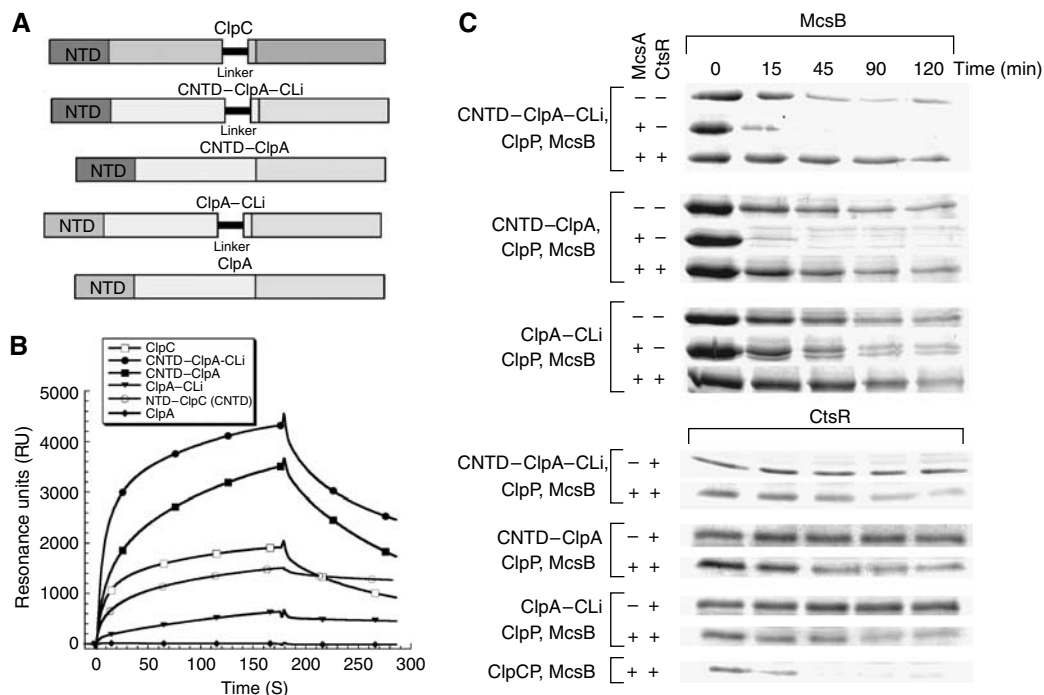 A
ClpC
NTD
Linker
CNTD–ClpA–CLi
NTD
Linker
CNTD–ClpA
NTD
ClpA–CLi
NTD
Linker
ClpA
NTD
B
ClpC
CNTD–ClpA-CLi
CNTD–ClpA
ClpA–CLi
NTD–ClpC (CNTD)
ClpA
Resonance units (RU)
5000
4000
3000
2000
1000
0
0 50 100 150 200 250 300
Time (S)
C
McsB
McsA CtsR 0 15 45 90 120 Time (min)
CNTD–ClpA–CLi,
ClpP, McsB
– –
+ –
+ +
CNTD–ClpA,
ClpP, McsB
– –
+ –
+ +
ClpA–CLi
ClpP, McsB
– –
+ –
+ +
CtsR
CNTD–ClpA–CLi,
ClpP, McsB
– +
+ +
CNTD–ClpA
ClpP, McsB
– +
+ +
ClpA–CLi
ClpP, McsB
– +
+ +
ClpCP, McsB + +